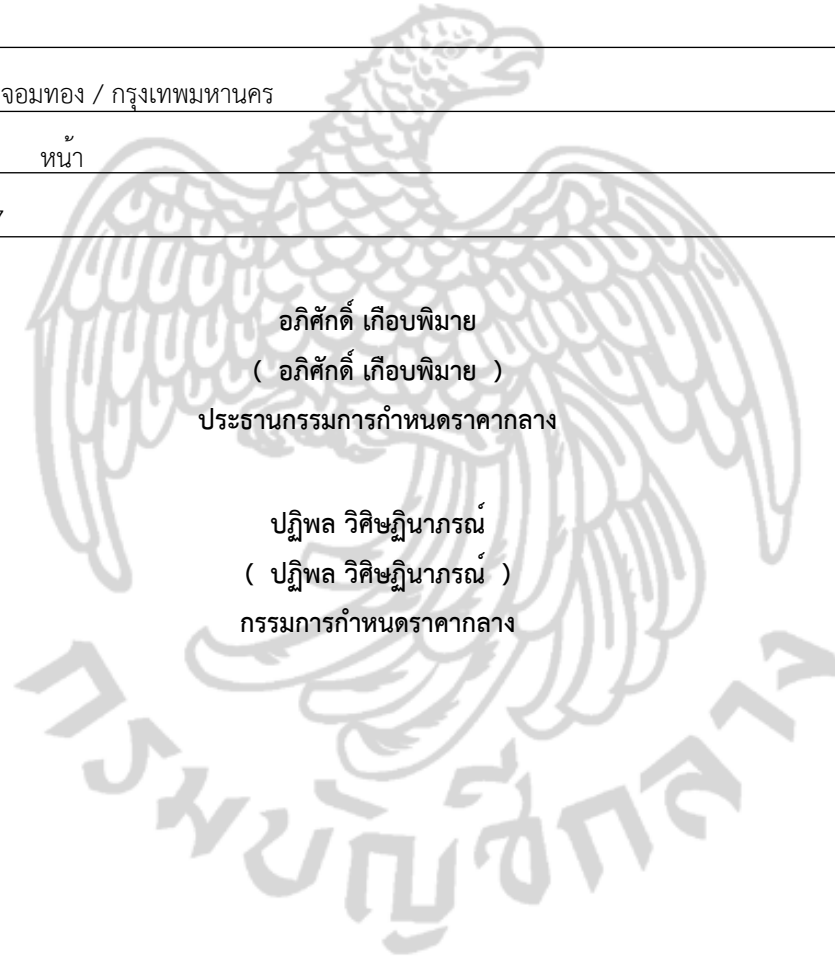 จอมทอง / กรุงเทพมหานคร
หน้า
อภิศักดิ์ เกือบพิมาย
( อภิศักดิ์ เกือบพิมาย )
ประธานกรรมการกำหนดราคากลาง
ปฏิพล วิศิษฏินาภรณ์
( ปฏิพล วิศิษฏินาภรณ์ )
กรรมการกำหนดราคากลาง
กรมบัญชีกลาง